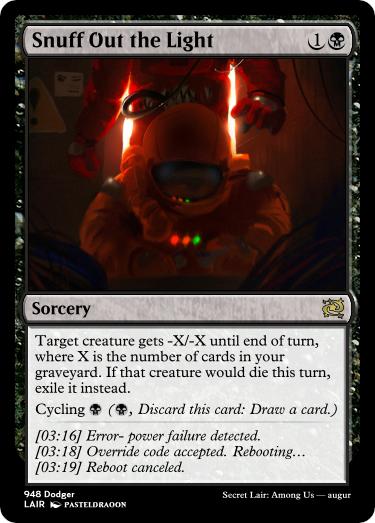 Snuff Out the Light 1
Sorcery
Target creature gets -X/-X until end of turn,
where X is the number of cards in your
graveyard. If that creature would die this turn,
exile it instead.
Cycling (, Discard this card: Draw a card.)
[03:16] Error- power failure detected.
[03:18] Override code accepted. Rebooting...
[03:19] Reboot canceled.
948 Dodger
LAIR PASTELDRAOON
Secret Lair: Among Us — augur